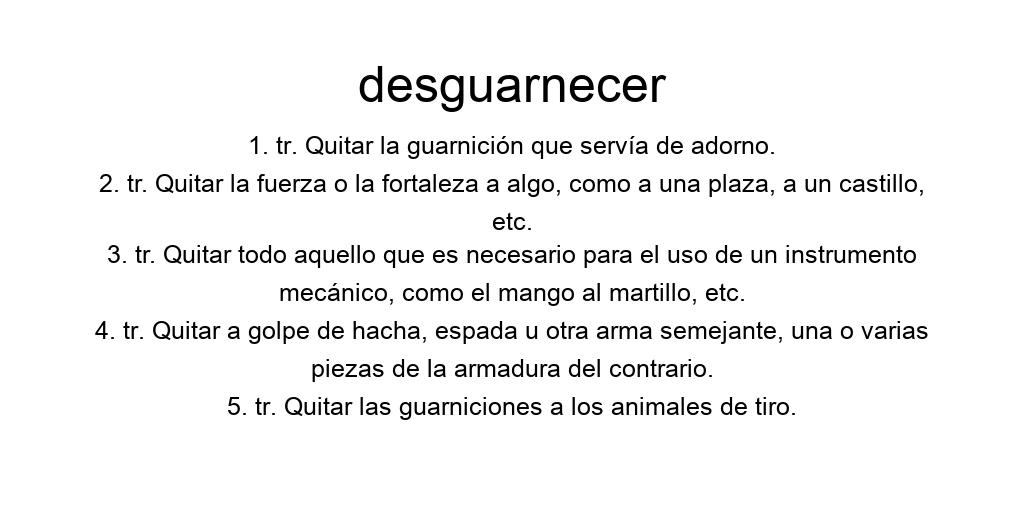 desguarnecer
1. tr. Quitar la guarnición que servía de adorno.
2. tr. Quitar la fuerza o la fortaleza a algo, como a una plaza, a un castillo,
etc.
3. tr. Quitar todo aquello que es necesario para el uso de un instrumento
mecánico, como el mango al martillo, etc.
4. tr. Quitar a golpe de hacha, espada u otra arma semejante, una o varias
piezas de la armadura del contrario.
5. tr. Quitar las guarniciones a los animales de tiro.